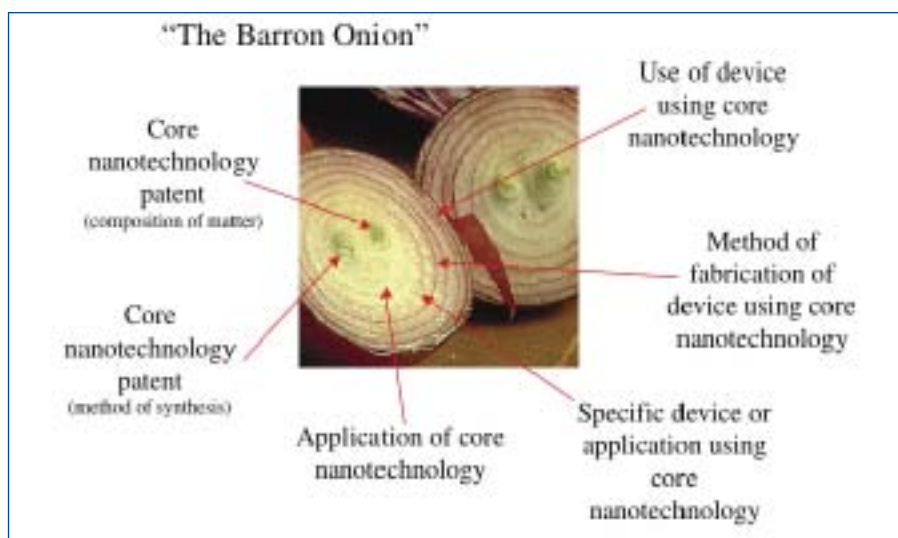 “The Barron Onion”
Core
nanotechnology
patent
(composition of matter)
Core
nanotechnology
patent
(method of synthesis)
Application of core
nanotechnology
Specific device or
application using
core
nanotechnology
Method of
fabrication of
device using core
nanotechnology
Use of device
using core
nanotechnology